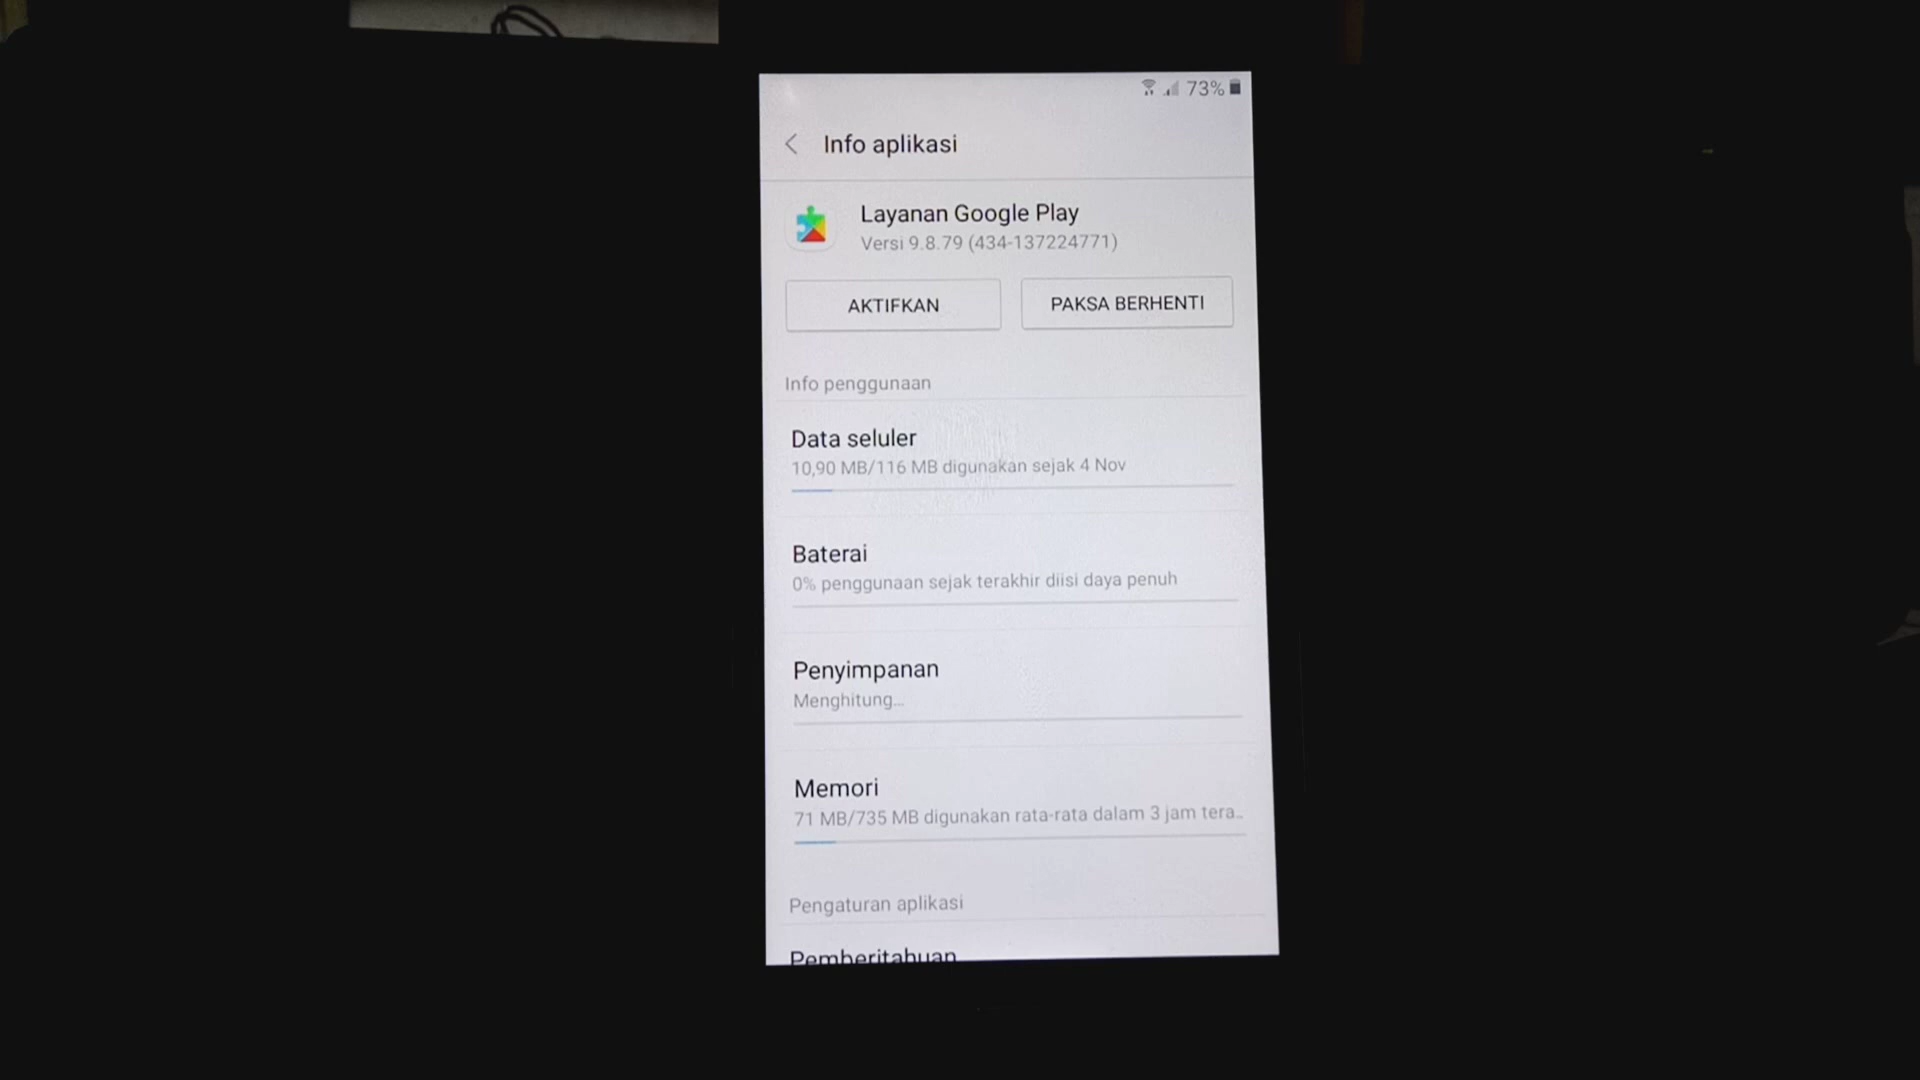 73%
Info aplikasi
Layanan Google Play
Versi 9.8.79 (434-137224771)
AKTIFKAN
PAKSA BERHENTI
Info penggunaan
Data seluler
10,90 MB/116 MB digunakan sejak 4 Nov
Baterai
0% penggunaan sejak terakhir diisi daya penuh
Penyimpanan
Menghitung...
Memori
71 MB/735 MB digunakan rata-rata dalam 3 jam tera..
Pengaturan aplikasi
Pemberitahuan